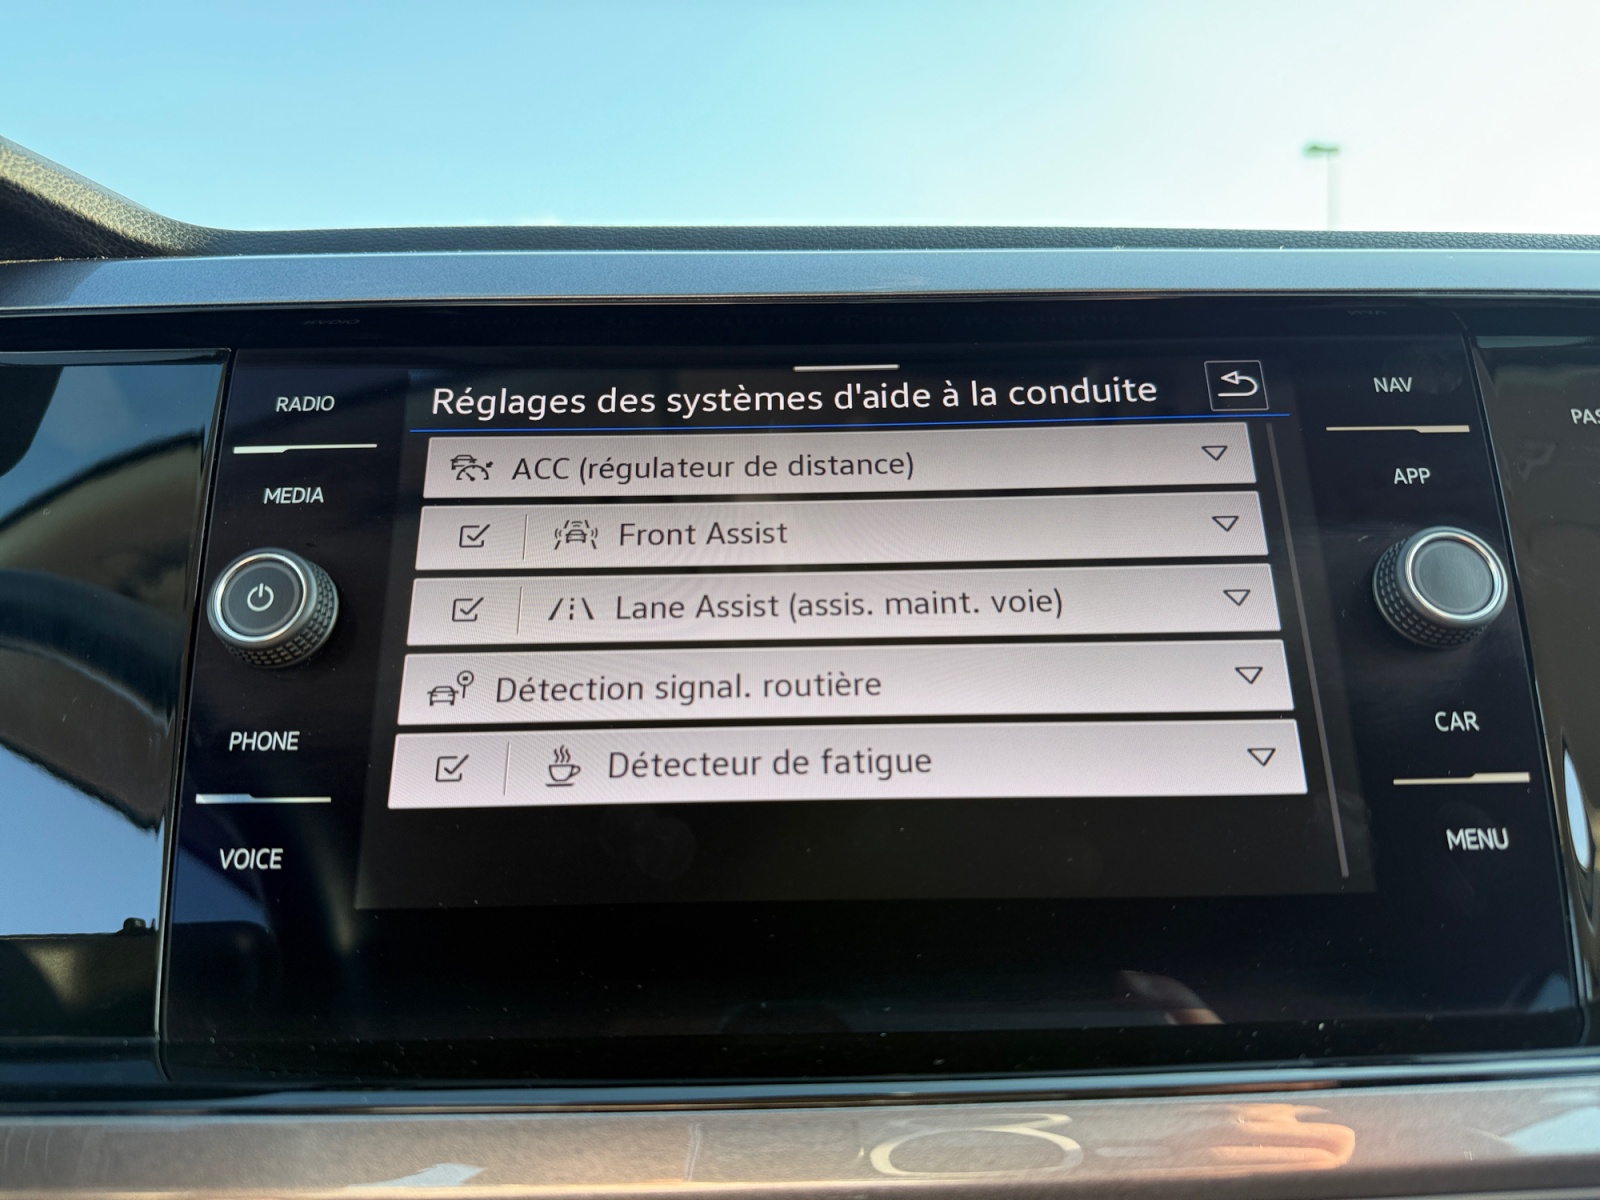 RADIO
MEDIA
PHONE
VOICE
Réglages des systèmes d'aide à la conduite
ACC (régulateur de distance)
Front Assist
Lane Assist (assis. maint. voie)
Détection signal. routière
Détecteur de fatigue
NAV
APP
CAR
MENU
PAS